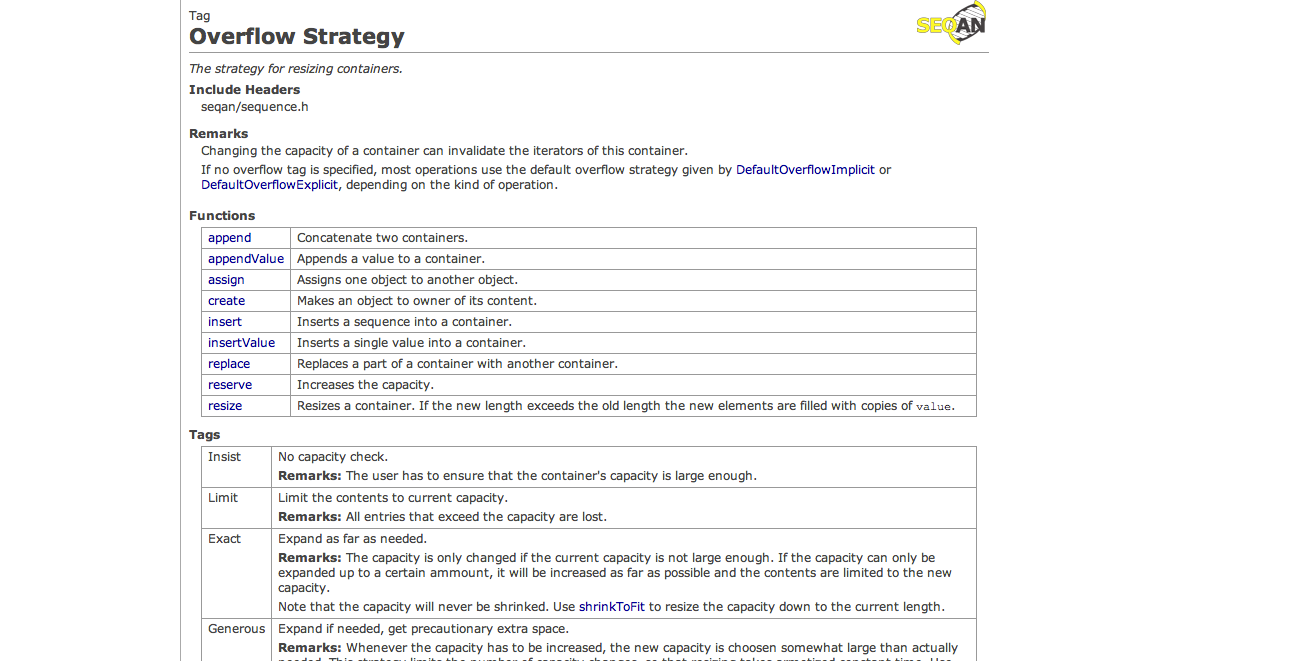 Tag
SEQAN
Overflow Strategy
The strategy for resizing containers.
Include Headers
seqan/sequence.h
Remarks
Changing the capacity of a container can invalidate the iterators of this container.
If no overflow tag is specified, most operations use the default overflow strategy given by DefaultOverflowImplicit or
DefaultOverflowExplicit, depending on the kind of operation.
Functions
append Concatenate two containers.
appendValue Appends a value to a container.
assign Assigns one object to another object.
create Makes an object to owner of its content.
insert Inserts a sequence into a container.
insertValue Inserts a single value into a container.
replace Replaces a part of a container with another container.
reserve Increases the capacity.
resize Resizes a container. If the new length exceeds the old length the new elements are filled with copies of value.
Tags
Insist No capacity check.
Remarks: The user has to ensure that the container's capacity is large enough.
Limit Limit the contents to current capacity.
Remarks: All entries that exceed the capacity are lost.
Exact Expand as far as needed.
Remarks: The capacity is only changed if the current capacity is not large enough. If the capacity can only be
expanded up to a certain ammount, it will be increased as far as possible and the contents are limited to the new
capacity.
Note that the capacity will never be shrinked. Use shrinkToFit to resize the capacity down to the current length.
Generous Expand if needed, get precautionary extra space.
Remarks: Whenever the capacity has to be increased, the new capacity is choosen somewhat large than actually